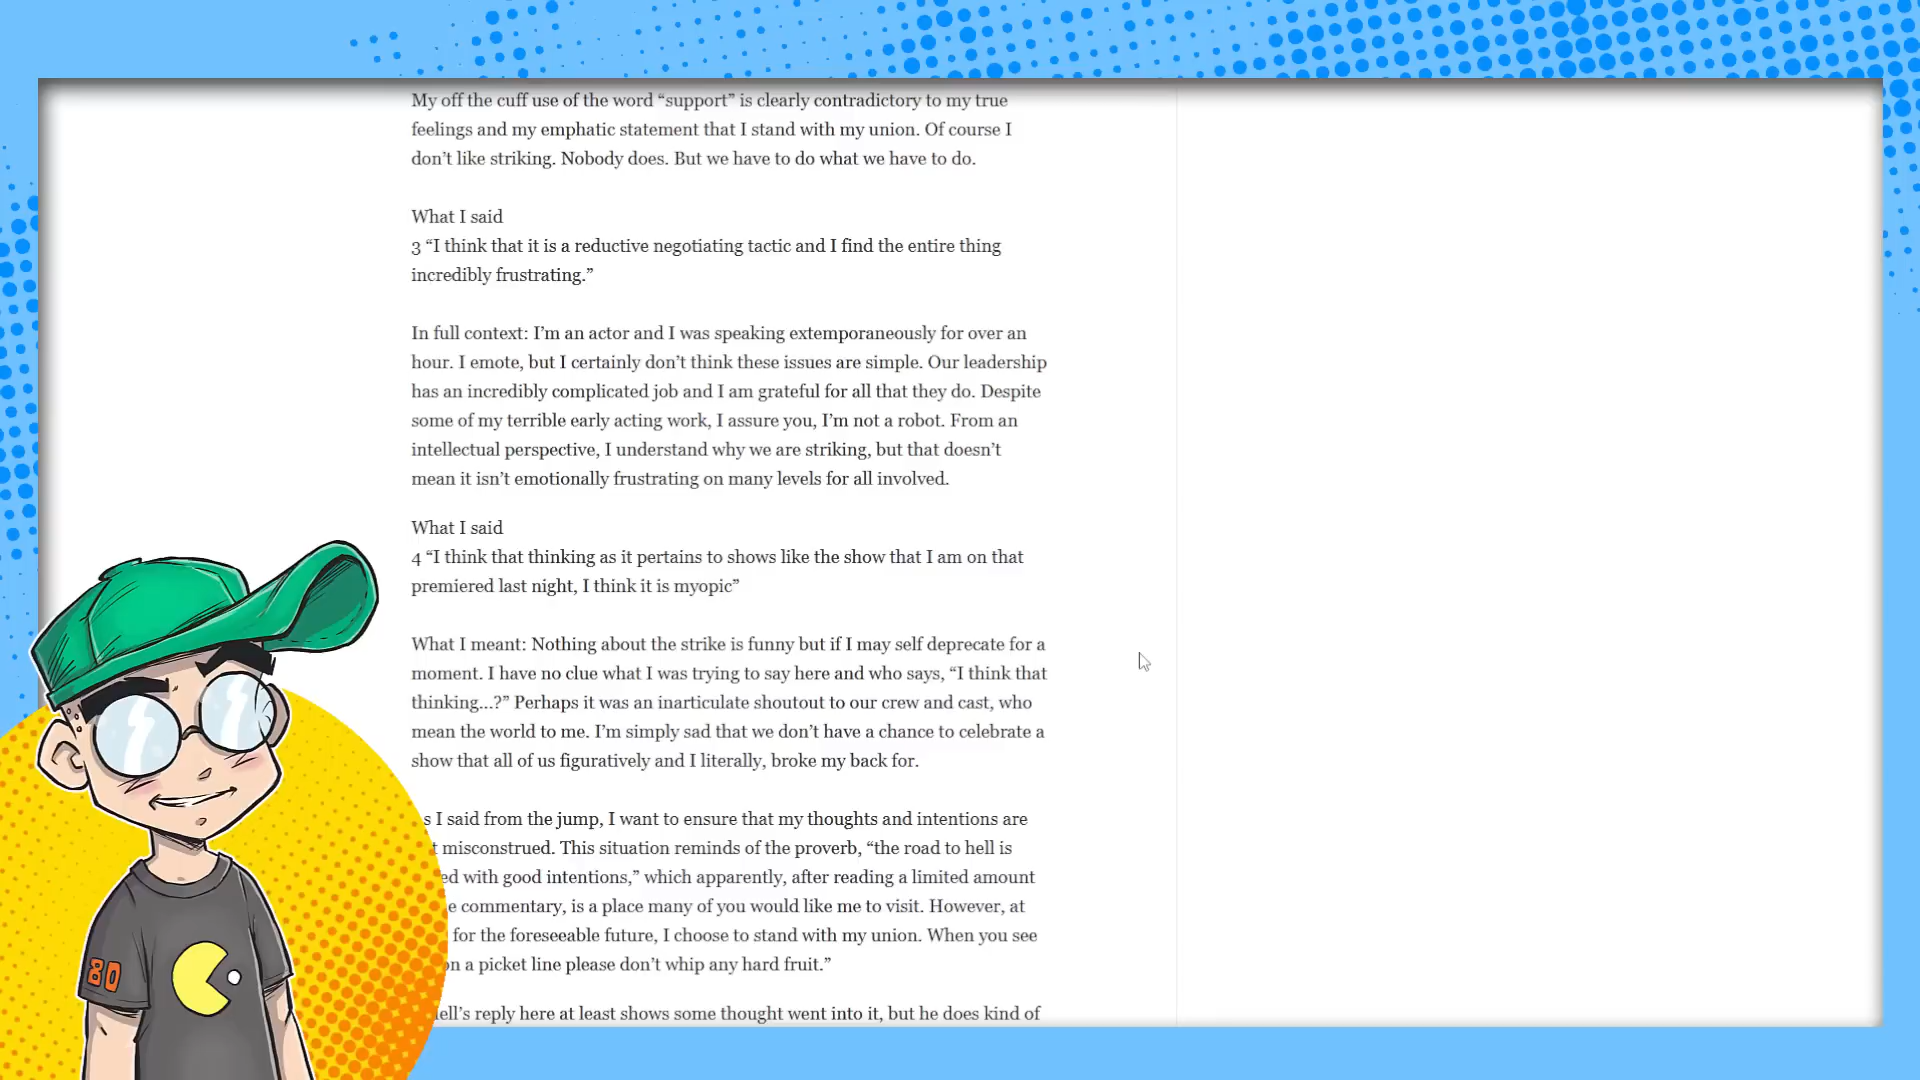 My off the cuff use of the word “support” is clearly contradictory to my true
feelings and my emphatic statement that I stand with my union. Of course I
don’t like striking. Nobody does. But we have to do what we have to do.
What I said
3 “I think that it is a reductive negotiating tactic and I find the entire thing
incredibly frustrating.”
In full context: I’m an actor and I was speaking extemporaneously for over an
hour. I emote, but I certainly don’t think these issues are simple. Our leadership
has an incredibly complicated job and I am grateful for all that they do. Despite
some of my terrible early acting work, I assure you, I’m not a robot. From an
intellectual perspective, I understand why we are striking, but that doesn’t
mean it isn’t emotionally frustrating on many levels for all involved.
What I said
4 “I think that thinking as it pertains to shows like the show that I am on that
premiered last night, I think it is myopic”
What I meant: Nothing about the strike is funny but if I may self deprecate for a
moment. I have no clue what I was trying to say here and who says, “I think that
thinking...?” Perhaps it was an inarticulate shoutout to our crew and cast, who
mean the world to me. I’m simply sad that we don’t have a chance to celebrate a
show that all of us figuratively and I literally, broke my back for.
I said from the jump, I want to ensure that my thoughts and intentions are
misconstrued. This situation reminds of the proverb, “the road to hell is
with good intentions,” which apparently, after reading a limited amount
commentary, is a place many of you would like me to visit. However, at
for the foreseeable future, I choose to stand with my union. When you see
on a picket line please don’t whip any hard fruit.”
reply here at least shows some thought went into it, but he does kind of
80